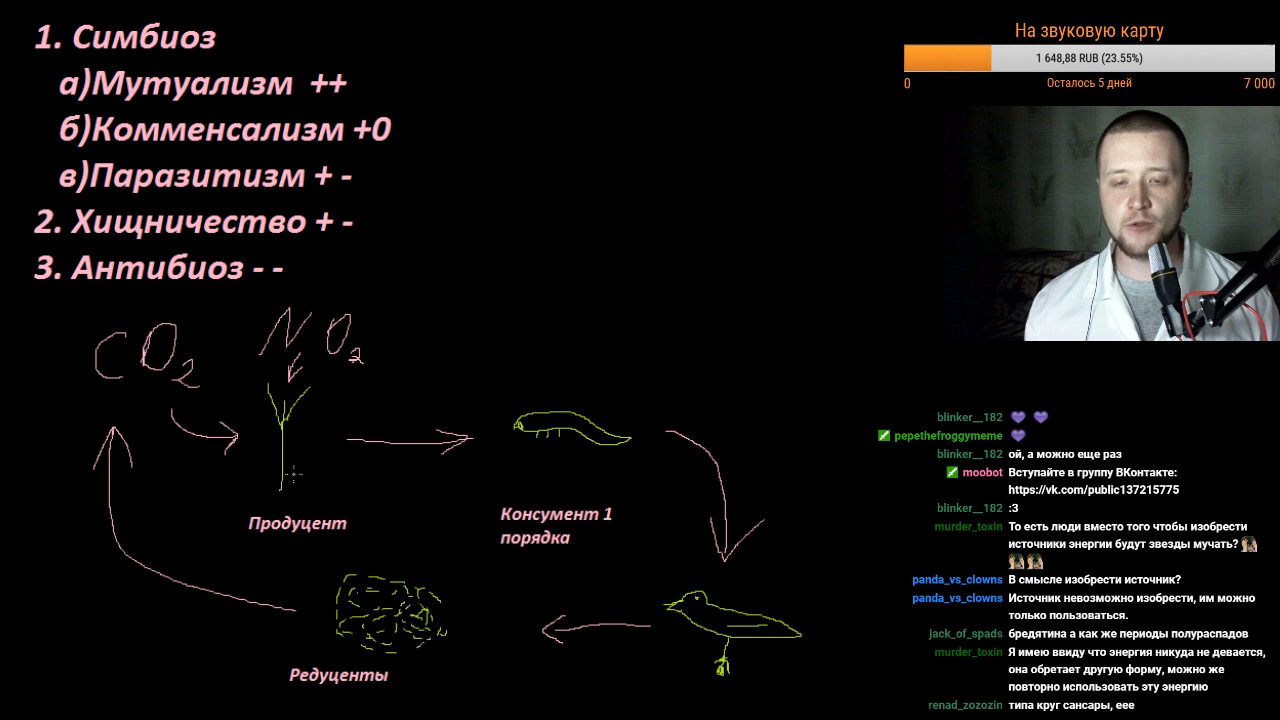 1. Симбиоз
а)Мутуализм ++
б)Комменсализм +0
в)Паразитизм + -
2. Хищничество + -
3. Антибиоз - -
CO2
NO2
Продуцент
Консумент 1
порядка
Редуценты
На звуковую карту
1 648,88 RUB (23.55%)
0 Осталось 5 дней 7 000
blinker__182
pepethefroggymeme
blinker__182 ой, а можно еще раз
moobot Вступайте в группу ВКонтакте:
https://vk.com/public137215775
blinker__182 :3
murder_toxin То есть люди вместо того чтобы изобрести
источники энергии будут звезды мучать?
panda_vs_clowns В смысле изобрести источник?
panda_vs_clowns Источник невозможно изобрести, им можно
только пользоваться.
jack_of_spads бредятина а как же периоды полураспадов
murder_toxin Я имею ввиду что энергия никуда не девается,
она обретает другую форму, можно же
повторно использовать эту энергию
renad_zozozin типа круг сансары, еее